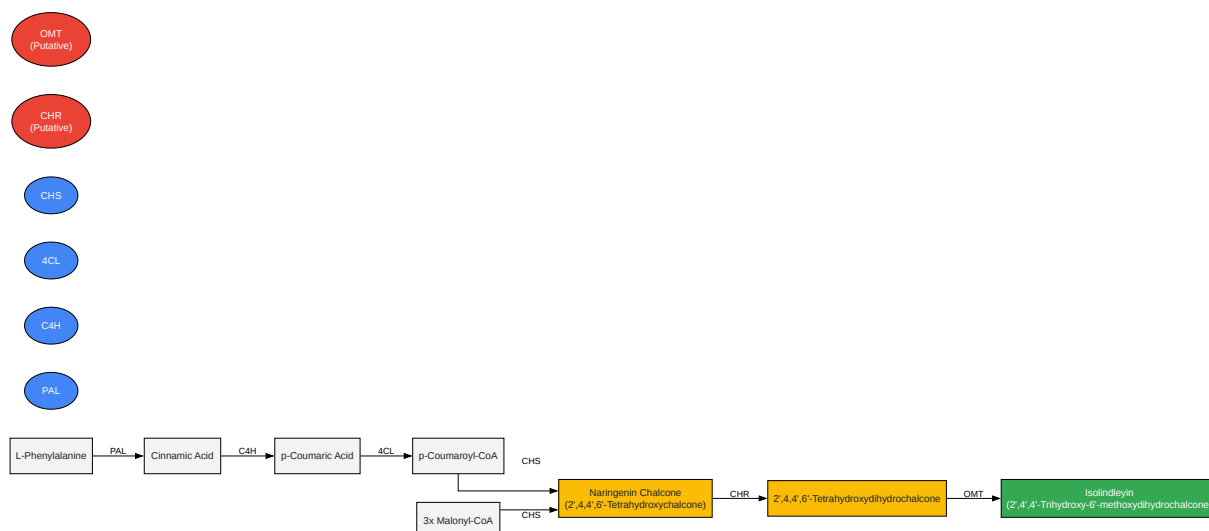 OMT
(Putative)
CHR
(Putative)
CHS
4CL
C4H
PAL
L-Phenylalanine
PAL
Cinnamic Acid
C4H
p-Coumaric Acid
4CL
p-Coumaroyl-CoA
CHS
3x Malonyl-CoA
CHS
Naringenin Chalcone
(2',4,4',6'-Tetrahydroxychalcone)
CHR
2',4,4',6'-Tetrahydroxydihydrochalcone
OMT
Isolindleyin
(2',4',4'-Trihydroxy-6'-methoxydihydrochalcone)